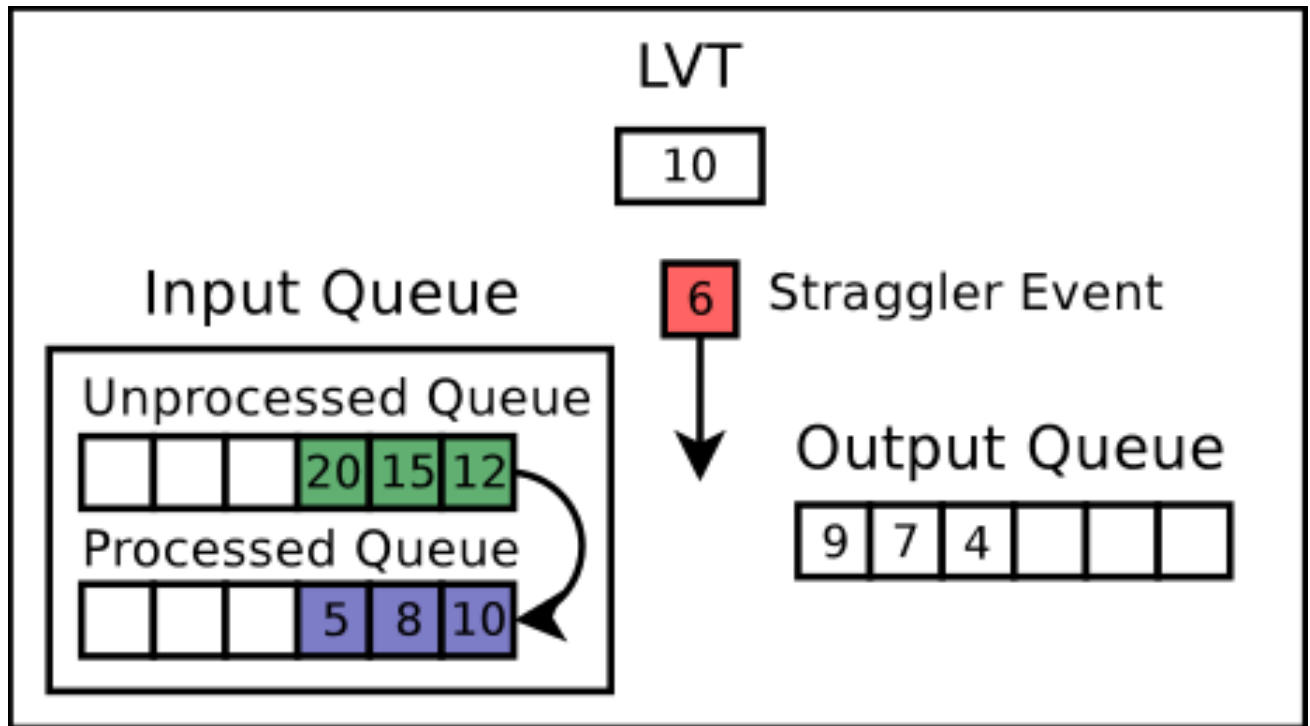 LVT
10
6 Straggler Event
Input Queue
Unprocessed Queue
20 15 12
Processed Queue
5 8 10
Output Queue
9 7 4